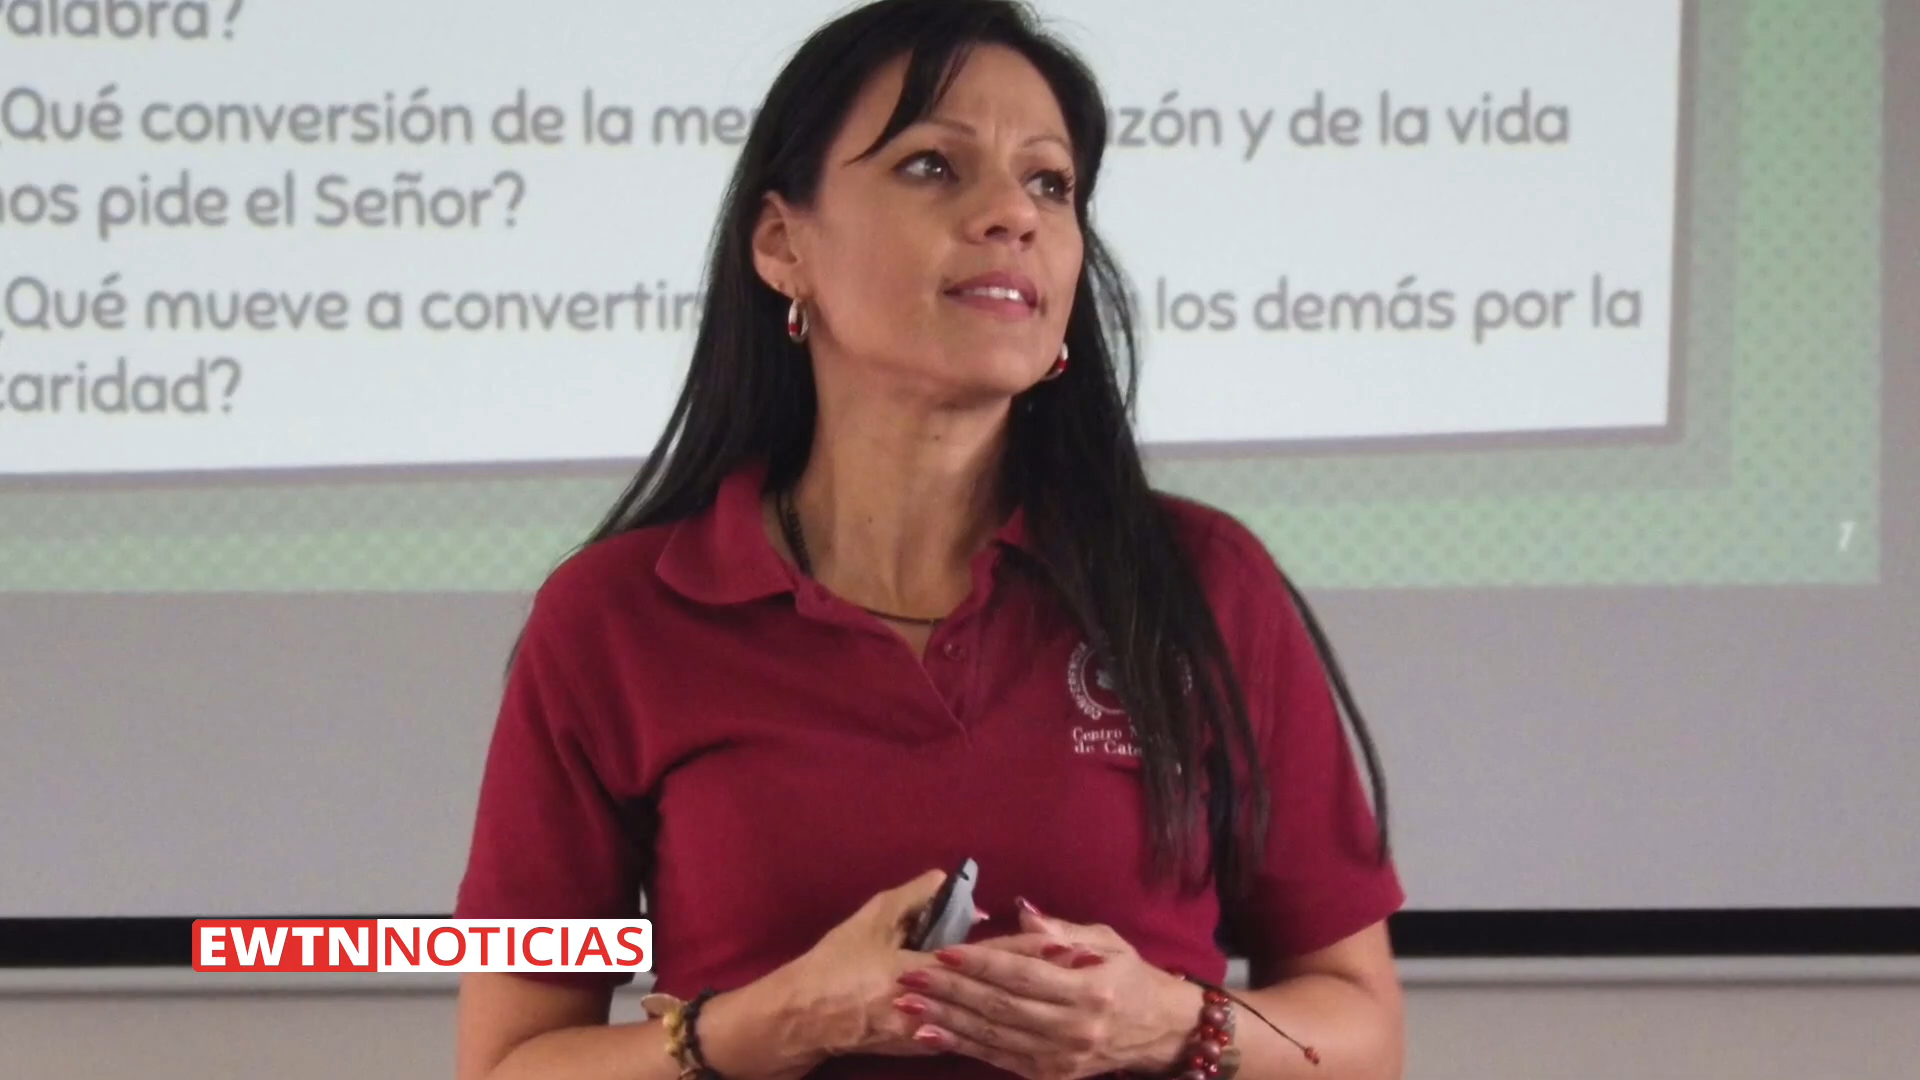 alabra?
¿Qué conversión de la me zón y de la vida
nos pide el Señor?
¿Qué mueve a convertir los demás por la
caridad?
7
Centro
de Cate
EWTN NOTICIAS